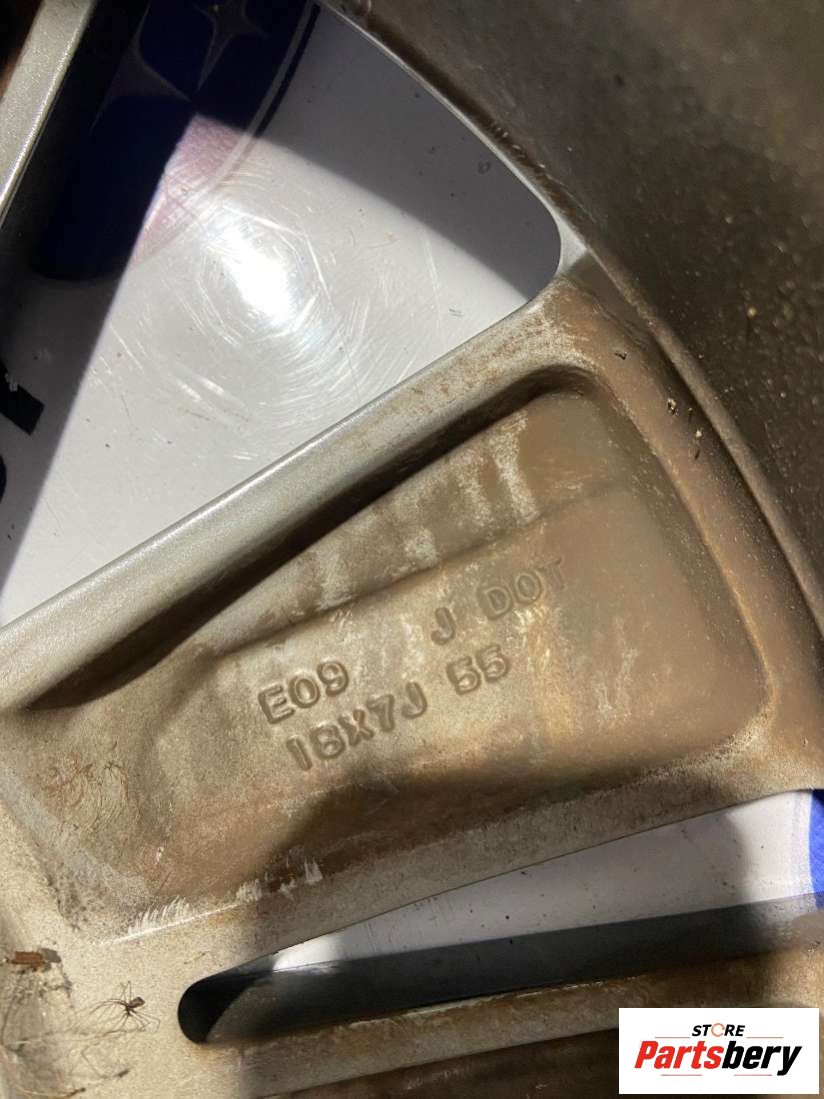 J DOT
E09
18X7J 55
STORE
Partsbery